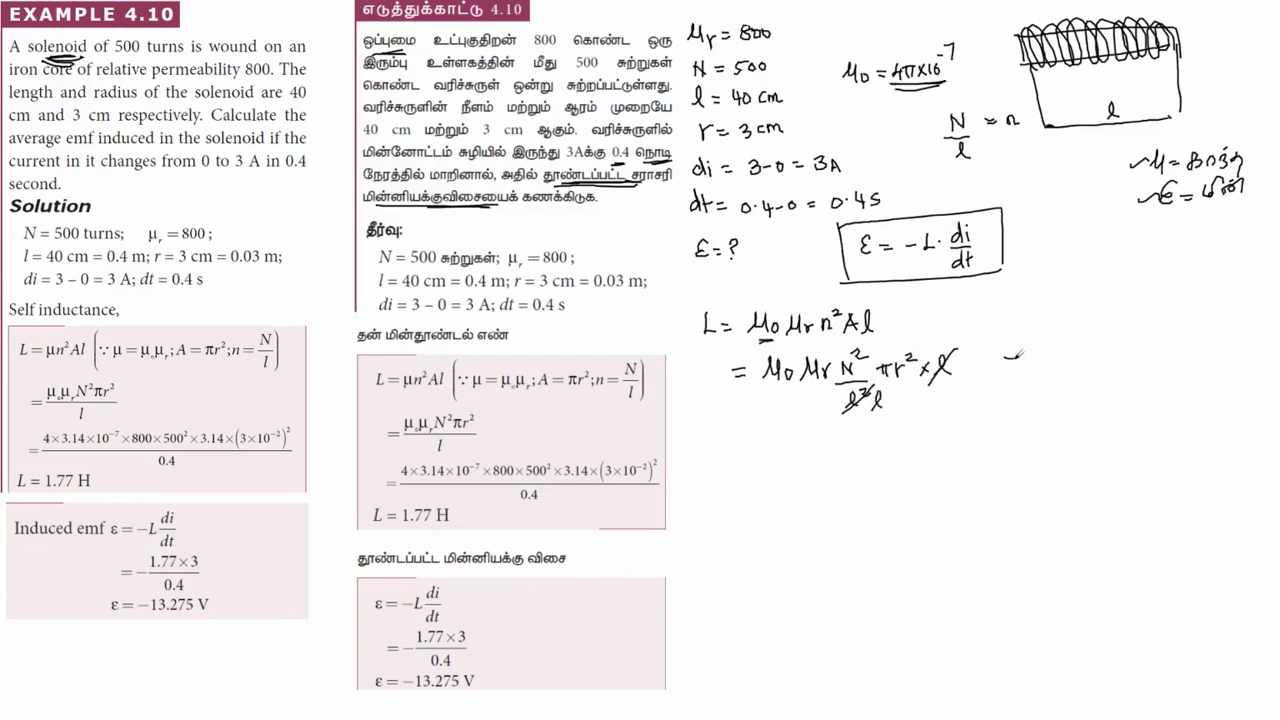 EXAMPLE 4.10
A solenoid of 500 turns is wound on an
iron core of relative permeability 800. The
length and radius of the solenoid are 40
cm and 3 cm respectively. Calculate the
average emf induced in the solenoid if the
current in it changes from 0 to 3 A in 0.4
second.
Solution
N = 500 turns; μr = 800 ;
l = 40 cm = 0.4 m; r = 3 cm = 0.03 m;
di = 3 – 0 = 3 A; dt = 0.4 s
Self inductance,
L = μn²Al (∵ μ = μ₀μr; A = πr²; n = N/l)
= μ₀μrN²πr²/l
= 4×3.14×10⁻⁷×800×500²×3.14×(3×10⁻²)²/0.4
L = 1.77 H
Induced emf ε = –L di/dt
= –1.77×3/0.4
ε = –13.275 V
எடுத்துக்காட்டு 4.10
ஒப்புமை உட்புகுதிறன் 800 கொண்ட ஒரு
இரும்பு உள்ளகத்தின் மீது 500 சுற்றுகள்
கொண்ட வரிச்சுருள் ஒன்று சுற்றப்பட்டுள்ளது.
வரிச்சுருளின் நீளம் மற்றும் ஆரம் முறையே
40 cm மற்றும் 3 cm ஆகும். வரிச்சுருளில்
மின்னோட்டம் சுழியில் இருந்து 3Aக்கு 0.4 நொடி
நேரத்தில் மாறினால், அதில் தூண்டப்பட்ட சராசரி
மின்னியக்குவிசையைக் கணக்கிடுக.
தீர்வு:
N = 500 சுற்றுகள்; μr = 800 ;
l = 40 cm = 0.4 m; r = 3 cm = 0.03 m;
di = 3 – 0 = 3 A; dt = 0.4 s
தன் மின்தூண்டல் எண்
L = μn²Al (∵ μ = μ₀μr; A = πr²; n = N/l)
= μ₀μrN²πr²/l
= 4×3.14×10⁻⁷×800×500²×3.14×(3×10⁻²)²/0.4
L = 1.77 H
தூண்டப்பட்ட மின்னியக்கு விசை
ε = –L di/dt
= –1.77×3/0.4
ε = –13.275 V
μr = 800
N = 500
l = 40 cm
r = 3 cm
di = 3-0 = 3A
dt = 0.4-0 = 0.4s
ε = ?
μ0 = 4π×10⁻⁷
N/l = n
l
μ =
ε =
ε = -L. di/dt
L = μ0 μr n² A l
= μ0 μr N²/l² l πr² × l